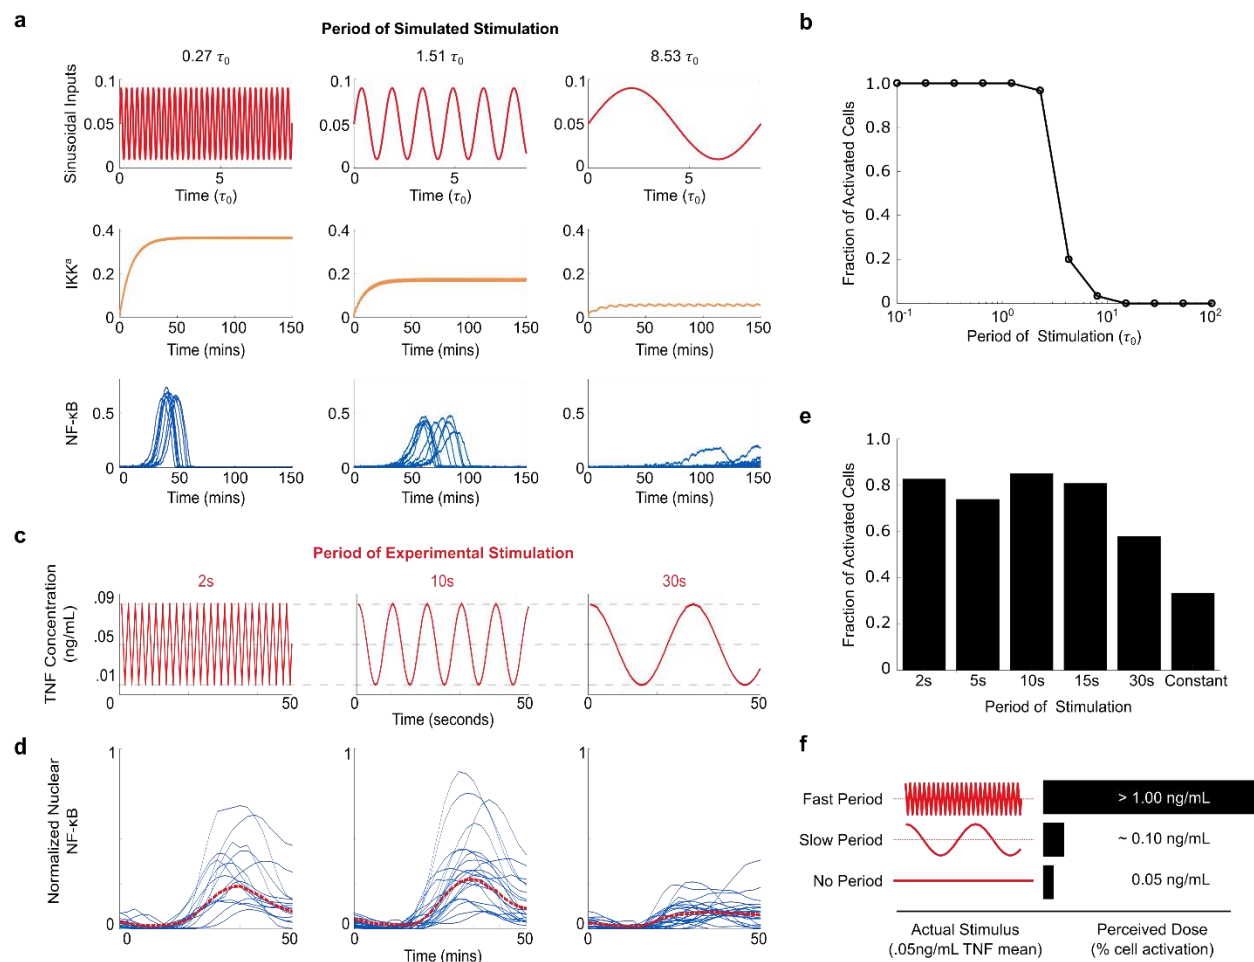 a
Period of Simulated Stimulation
0.27 τ₀
1.51 τ₀
8.53 τ₀
Sinusoidal Inputs
0.1
0.05
0
0 5
Time (τ₀)
0.1
0.05
0
0 5
Time (τ₀)
0.1
0.05
0
0 5
Time (τ₀)
IKKᵃ
0.4
0.2
0
0 50 100 150
Time (mins)
0.4
0.2
0
0 50 100 150
Time (mins)
0.4
0.2
0
0 50 100 150
Time (mins)
NF-κB
0.5
0
0 50 100 150
Time (mins)
0.5
0
0 50 100 150
Time (mins)
0.5
0
0 50 100 150
Time (mins)
b
Fraction of Activated Cells
1.0
0.8
0.6
0.4
0.2
0
10⁻¹ 10⁰ 10¹ 10²
Period of Stimulation (τ₀)
c
Period of Experimental Stimulation
2s
10s
30s
TNF Concentration
(ng/mL)
.09
.05
.01
0 50
0 50
0 50
Time (seconds)
d
Normalized Nuclear
NF-κB
1
0
0 50
1
0
0 50
1
0
0 50
Time (mins)
e
Fraction of Activated Cells
1.0
0.8
0.6
0.4
0.2
0
2s 5s 10s 15s 30s Constant
Period of Stimulation
f
Fast Period
> 1.00 ng/mL
Slow Period
~ 0.10 ng/mL
No Period
0.05 ng/mL
Actual Stimulus
(.05ng/mL TNF mean)
Perceived Dose
(% cell activation)